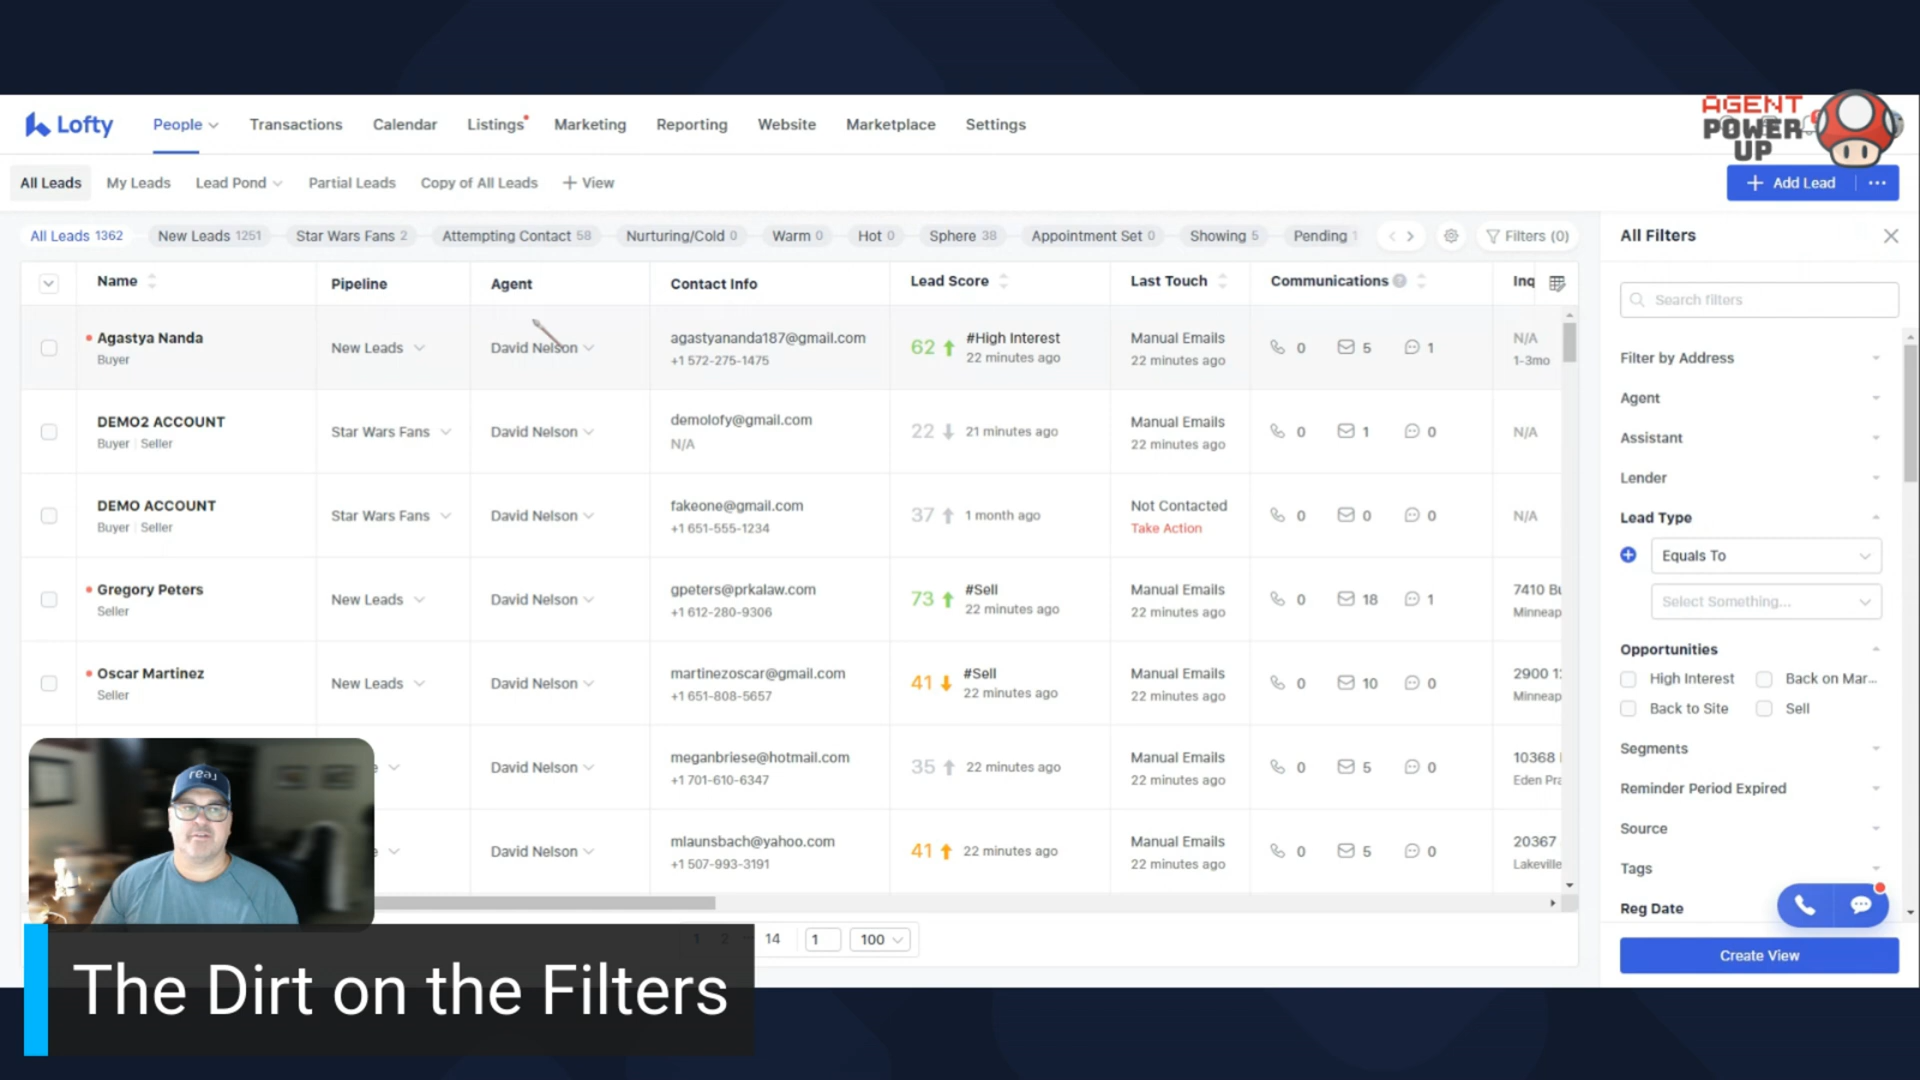 Lofty People Transactions Calendar Listings Marketing Reporting Website Marketplace Settings
AGENT
POWER
UP
All Leads My Leads Lead Pond Partial Leads Copy of All Leads + View
+ Add Lead ...
All Leads 1362 New Leads 1251 Star Wars Fans 2 Attempting Contact 58 Nurturing/Cold 0 Warm 0 Hot 0 Sphere 38 Appointment Set 0 Showing 5 Pending 1 Filters (0)
Name Pipeline Agent Contact Info Lead Score Last Touch Communications ? Inq
Agastya Nanda
Buyer
New Leads
David Nelson
agastyananda187@gmail.com
+1 572-275-1475
62 #High Interest
22 minutes ago
Manual Emails
22 minutes ago
0 5 1
N/A
1-3mo
DEMO2 ACCOUNT
Buyer Seller
Star Wars Fans
David Nelson
demolofy@gmail.com
N/A
22 21 minutes ago
Manual Emails
22 minutes ago
0 1 0
N/A
DEMO ACCOUNT
Buyer Seller
Star Wars Fans
David Nelson
fakeone@gmail.com
+1 651-555-1234
37 1 month ago
Not Contacted
Take Action
0 0 0
N/A
Gregory Peters
Seller
New Leads
David Nelson
gpeters@prkalaw.com
+1 612-280-9306
73 #Sell
22 minutes ago
Manual Emails
22 minutes ago
0 18 1
7410 Bu
Minneap
Oscar Martinez
Seller
New Leads
David Nelson
martinezoscar@gmail.com
+1 651-808-5657
41 #Sell
22 minutes ago
Manual Emails
22 minutes ago
0 10 0
2900 1
Minneap
David Nelson
meganbriese@hotmail.com
+1 701-610-6347
35 22 minutes ago
Manual Emails
22 minutes ago
0 5 0
10368
Eden Pra
David Nelson
mlaunsbach@yahoo.com
+1 507-993-3191
41 22 minutes ago
Manual Emails
22 minutes ago
0 5 0
20367
Lakeville
1 2 ... 14 1 100
All Filters
Search filters
Filter by Address
Agent
Assistant
Lender
Lead Type
Equals To
Select Something...
Opportunities
High Interest Back on Mar...
Back to Site Sell
Segments
Reminder Period Expired
Source
Tags
Reg Date
Create View
real
The Dirt on the Filters